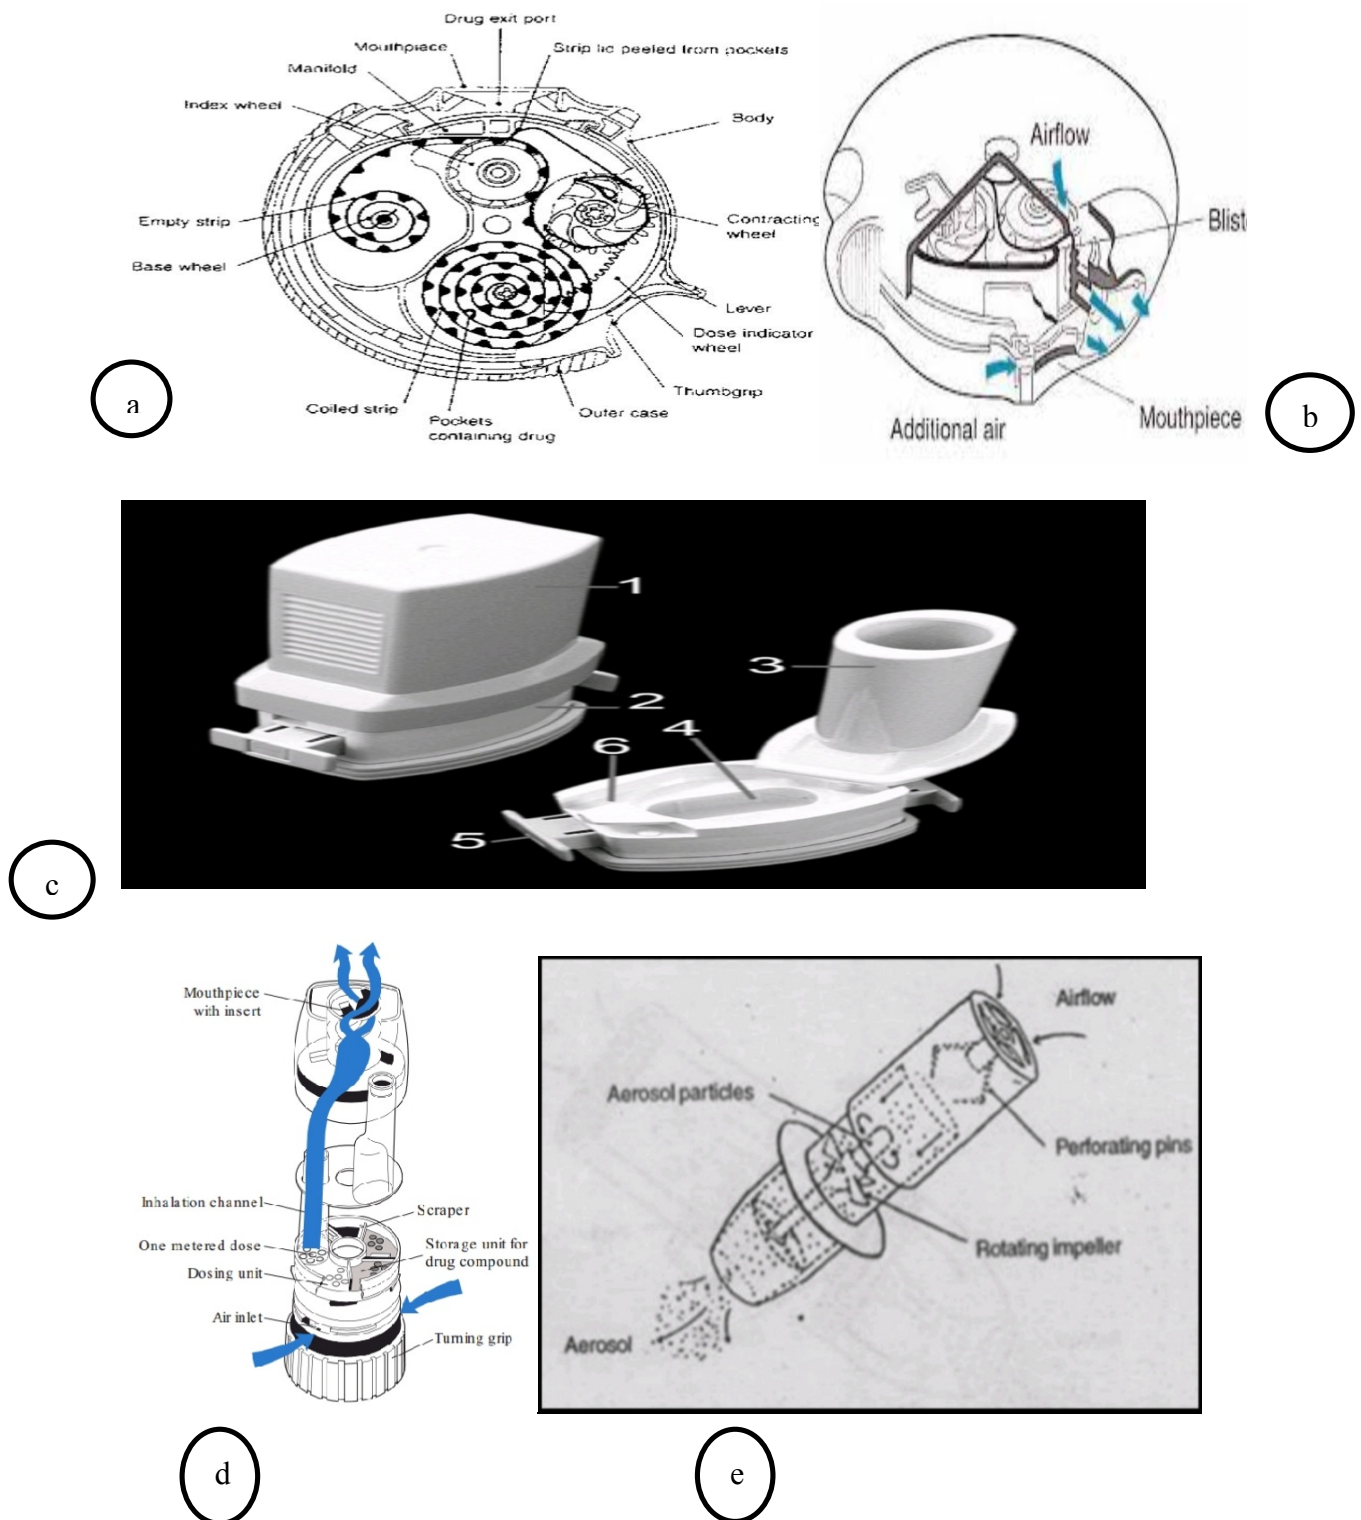 Drug exit port
Mouthpiece
Strip lid peeled from pockets
Manifold
Index wheel
Body
Empty strip
Contracting
wheel
Base wheel
Lever
Dose indicator
wheel
Thumbgrip
Coiled strip
Pockets
containing drug
Outer case
a
Airflow
Blist
Mouthpiece
Additional air
b
1
2
3
4
6
5
c
Mouthpiece
with insert
Inhalation channel
Scraper
One metered dose
Storage unit for
drug compound
Dosing unit
Air inlet
Turning grip
d
Airflow
Aerosol particles
Perforating pins
Rotating impeller
Aerosol
e